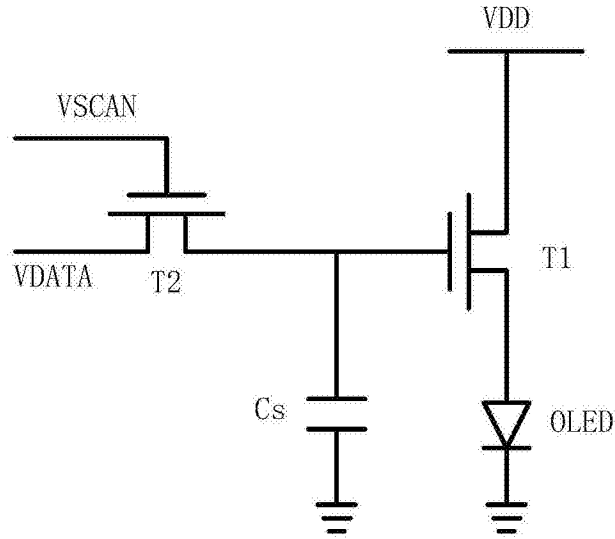 VDD
VSCAN
T1
VDATA
T2
Cs
OLED